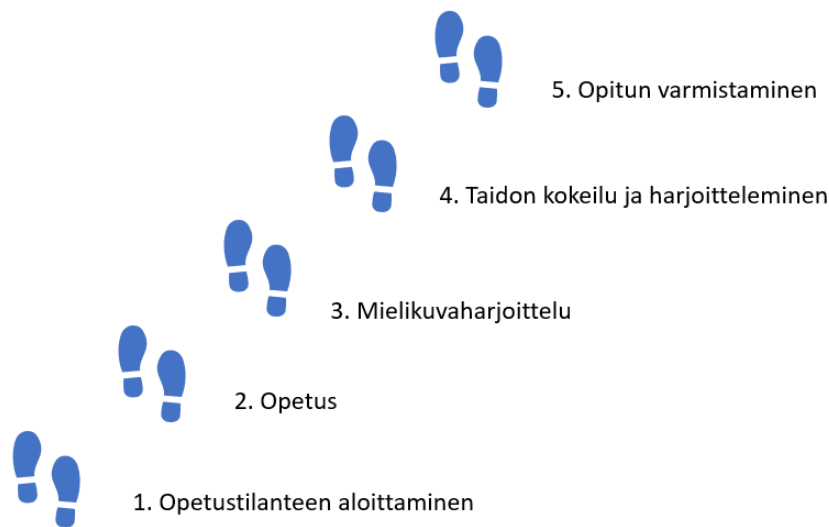 5. Opitun varmistaminen
4. Taidon kokeilu ja harjoitteleminen
3. Mielikuvaharjoittelu
2. Opetus
1. Opetustilanteen aloittaminen